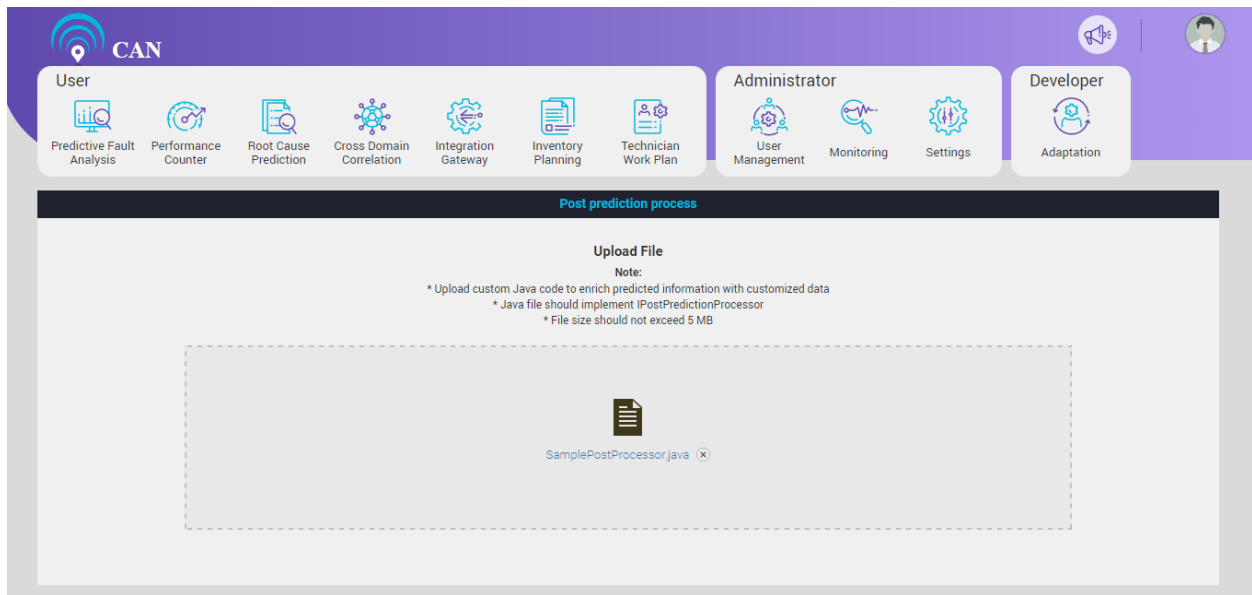 CAN
User
Administrator
Developer
Predictive Fault
Analysis
Performance
Counter
Root Cause
Prediction
Cross Domain
Correlation
Integration
Gateway
Inventory
Planning
Technician
Work Plan
User
Management
Monitoring
Settings
Adaptation
Post prediction process
Upload File
Note:
* Upload custom Java code to enrich predicted information with customized data
* Java file should implement IPostPredictionProcessor
* File size should not exceed 5 MB
SamplePostProcessor.java